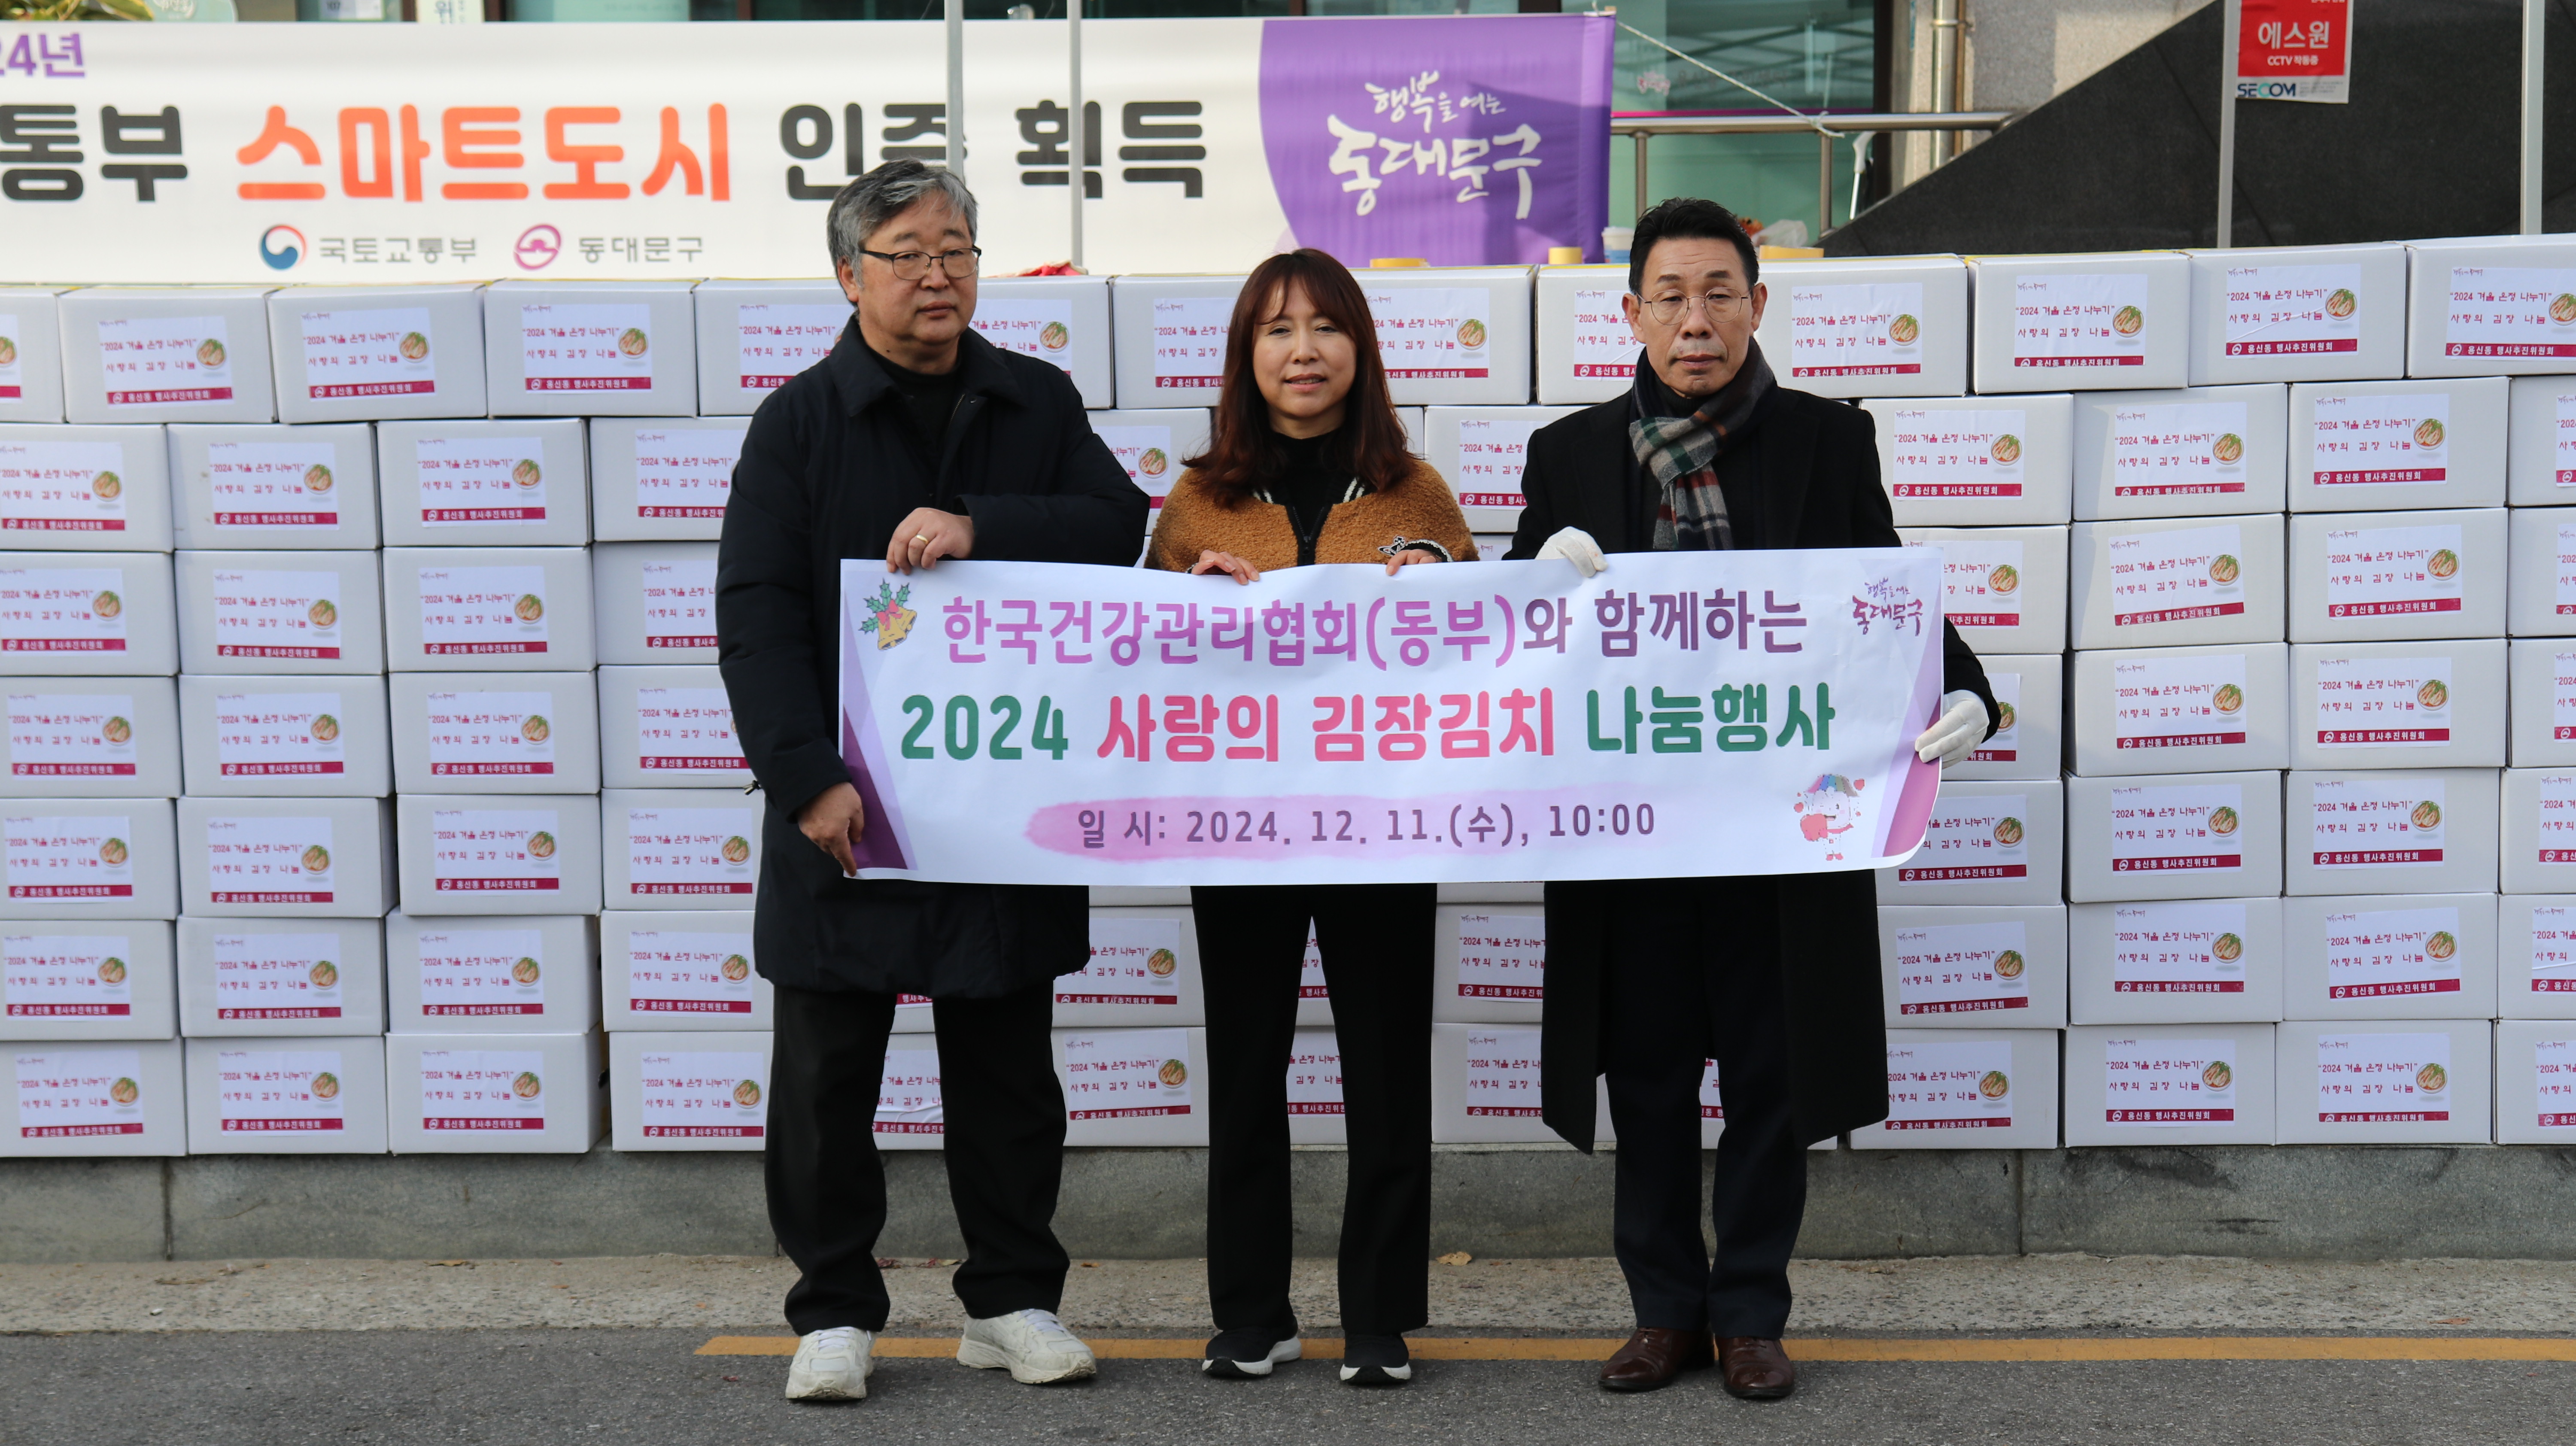 24년
통부 스마트도시 인증 획득
국토교통부 동대문구
행복을 여는
동대문구
에스원
CCTV 작동중
SECOM
한국건강관리협회(동부)와 함께하는
2024 사랑의 김장김치 나눔행사
일 시: 2024. 12. 11.(수), 10:00
행복을 여는
동대문구
"2024 겨울 온정 나누기"
사랑의 김장 나눔
용신동 행사추진위원회